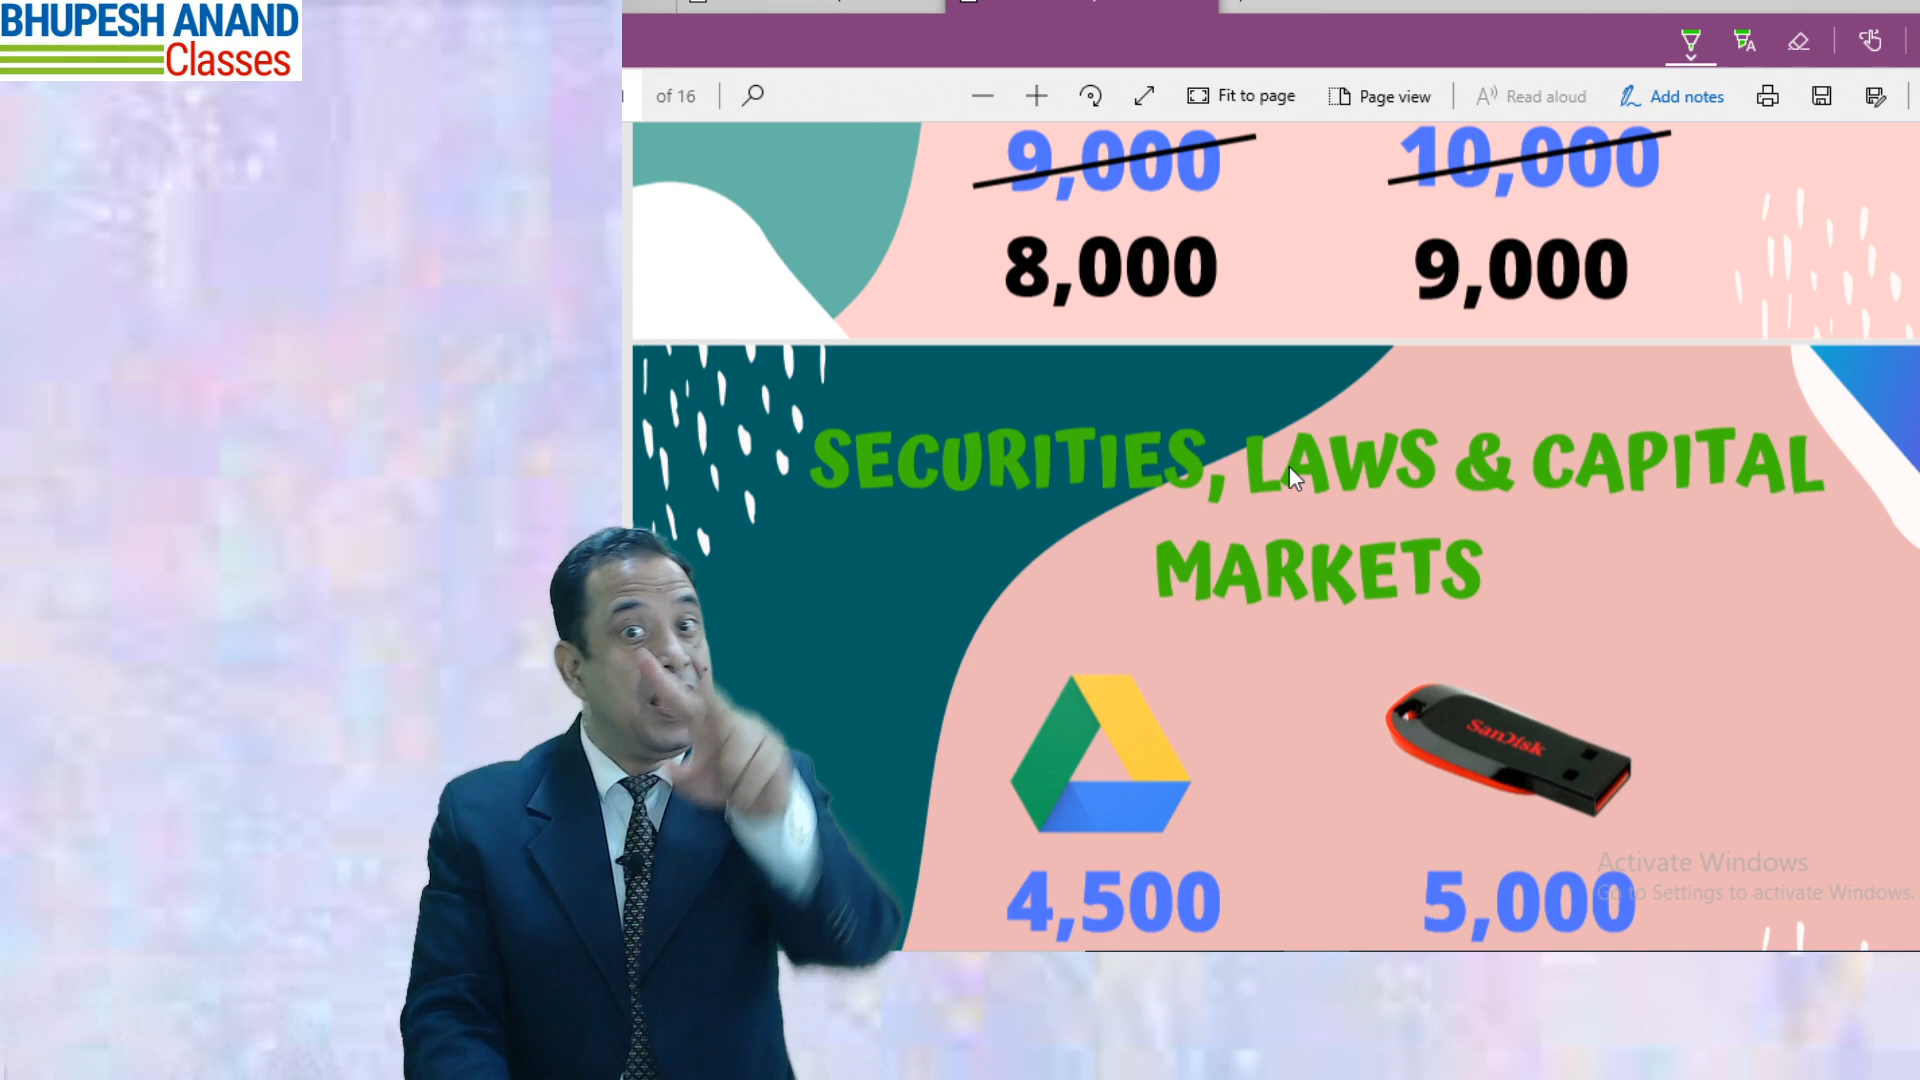 BHUPESH ANAND
Classes
of 16
Fit to page
Page view
Read aloud
Add notes
9,000
10,000
8,000
9,000
SECURITIES, LAWS & CAPITAL
MARKETS
SanDisk
Activate Windows
to Settings to activate Windows.
4,500
5,000